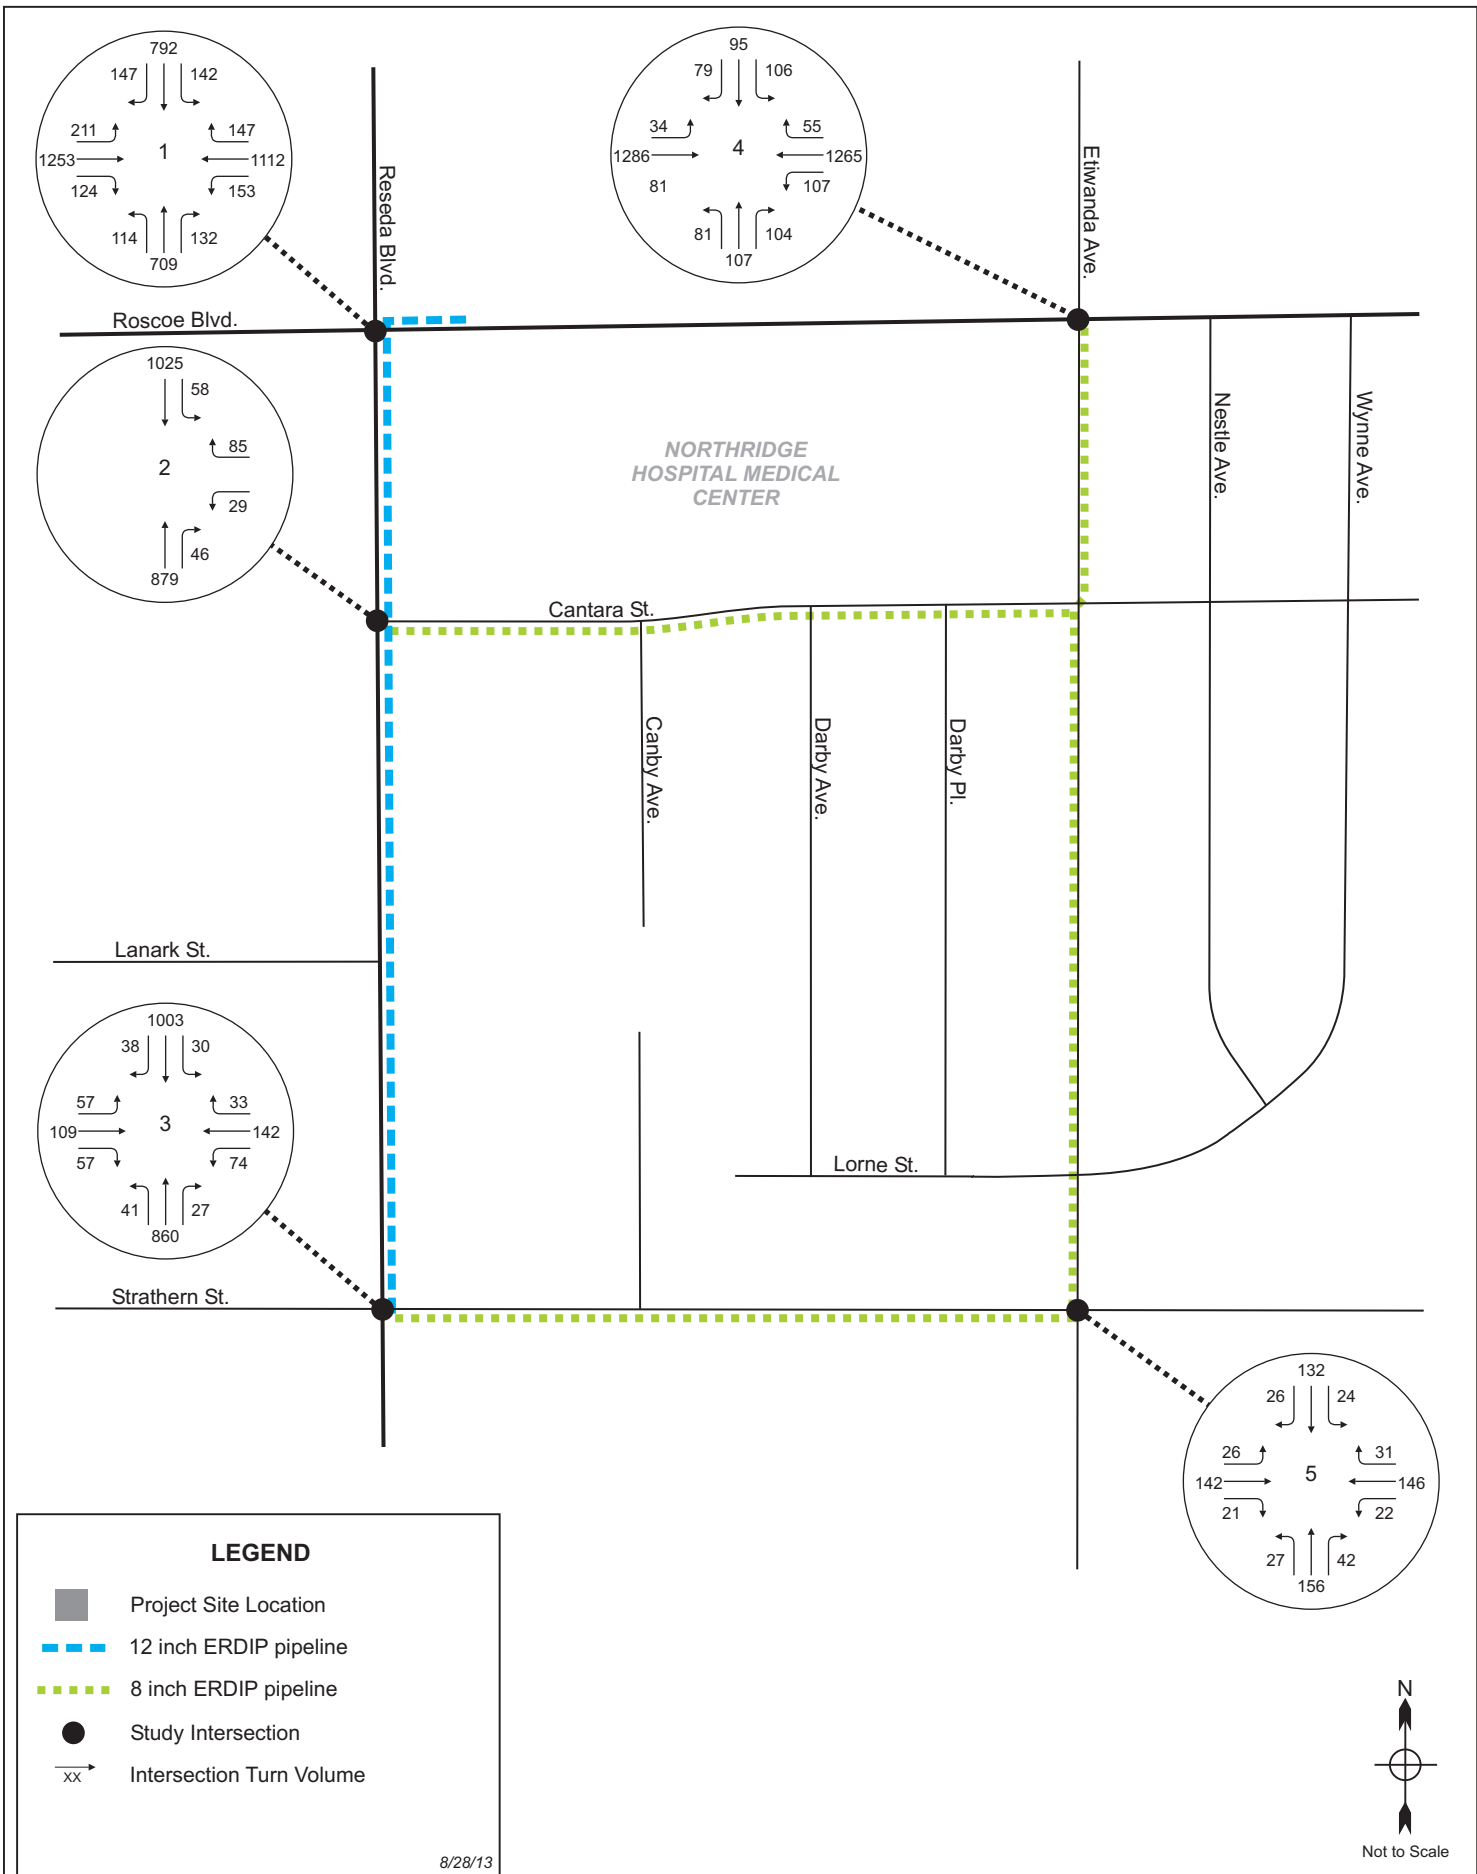 792
147
142
211
147
1253
1
1112
124
153
114
132
709
95
79
106
34
55
1286
4
1265
81
107
81
104
107
Reseda Blvd.
Etiwanda Ave.
Roscoe Blvd.
1025
58
85
2
29
46
879
NORTHRIDGE
HOSPITAL MEDICAL
CENTER
Nestle Ave.
Wynne Ave.
Cantara St.
Canby Ave.
Darby Ave.
Darby Pl.
Lanark St.
1003
38
30
57
33
109
3
142
57
74
41
27
860
Lorne St.
Strathern St.
132
26
24
26
31
142
5
146
21
22
27
42
156
LEGEND
Project Site Location
12 inch ERDIP pipeline
8 inch ERDIP pipeline
Study Intersection
XX Intersection Turn Volume
8/28/13
N
Not to Scale